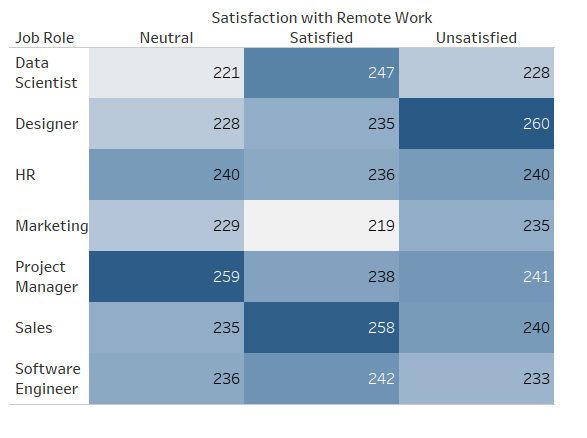 Satisfaction with Remote Work
Job Role Neutral Satisfied Unsatisfied
Data
Scientist 221 247 228
Designer 228 235 260
HR 240 236 240
Marketing 229 219 235
Project
Manager 259 238 241
Sales 235 258 240
Software
Engineer 236 242 233